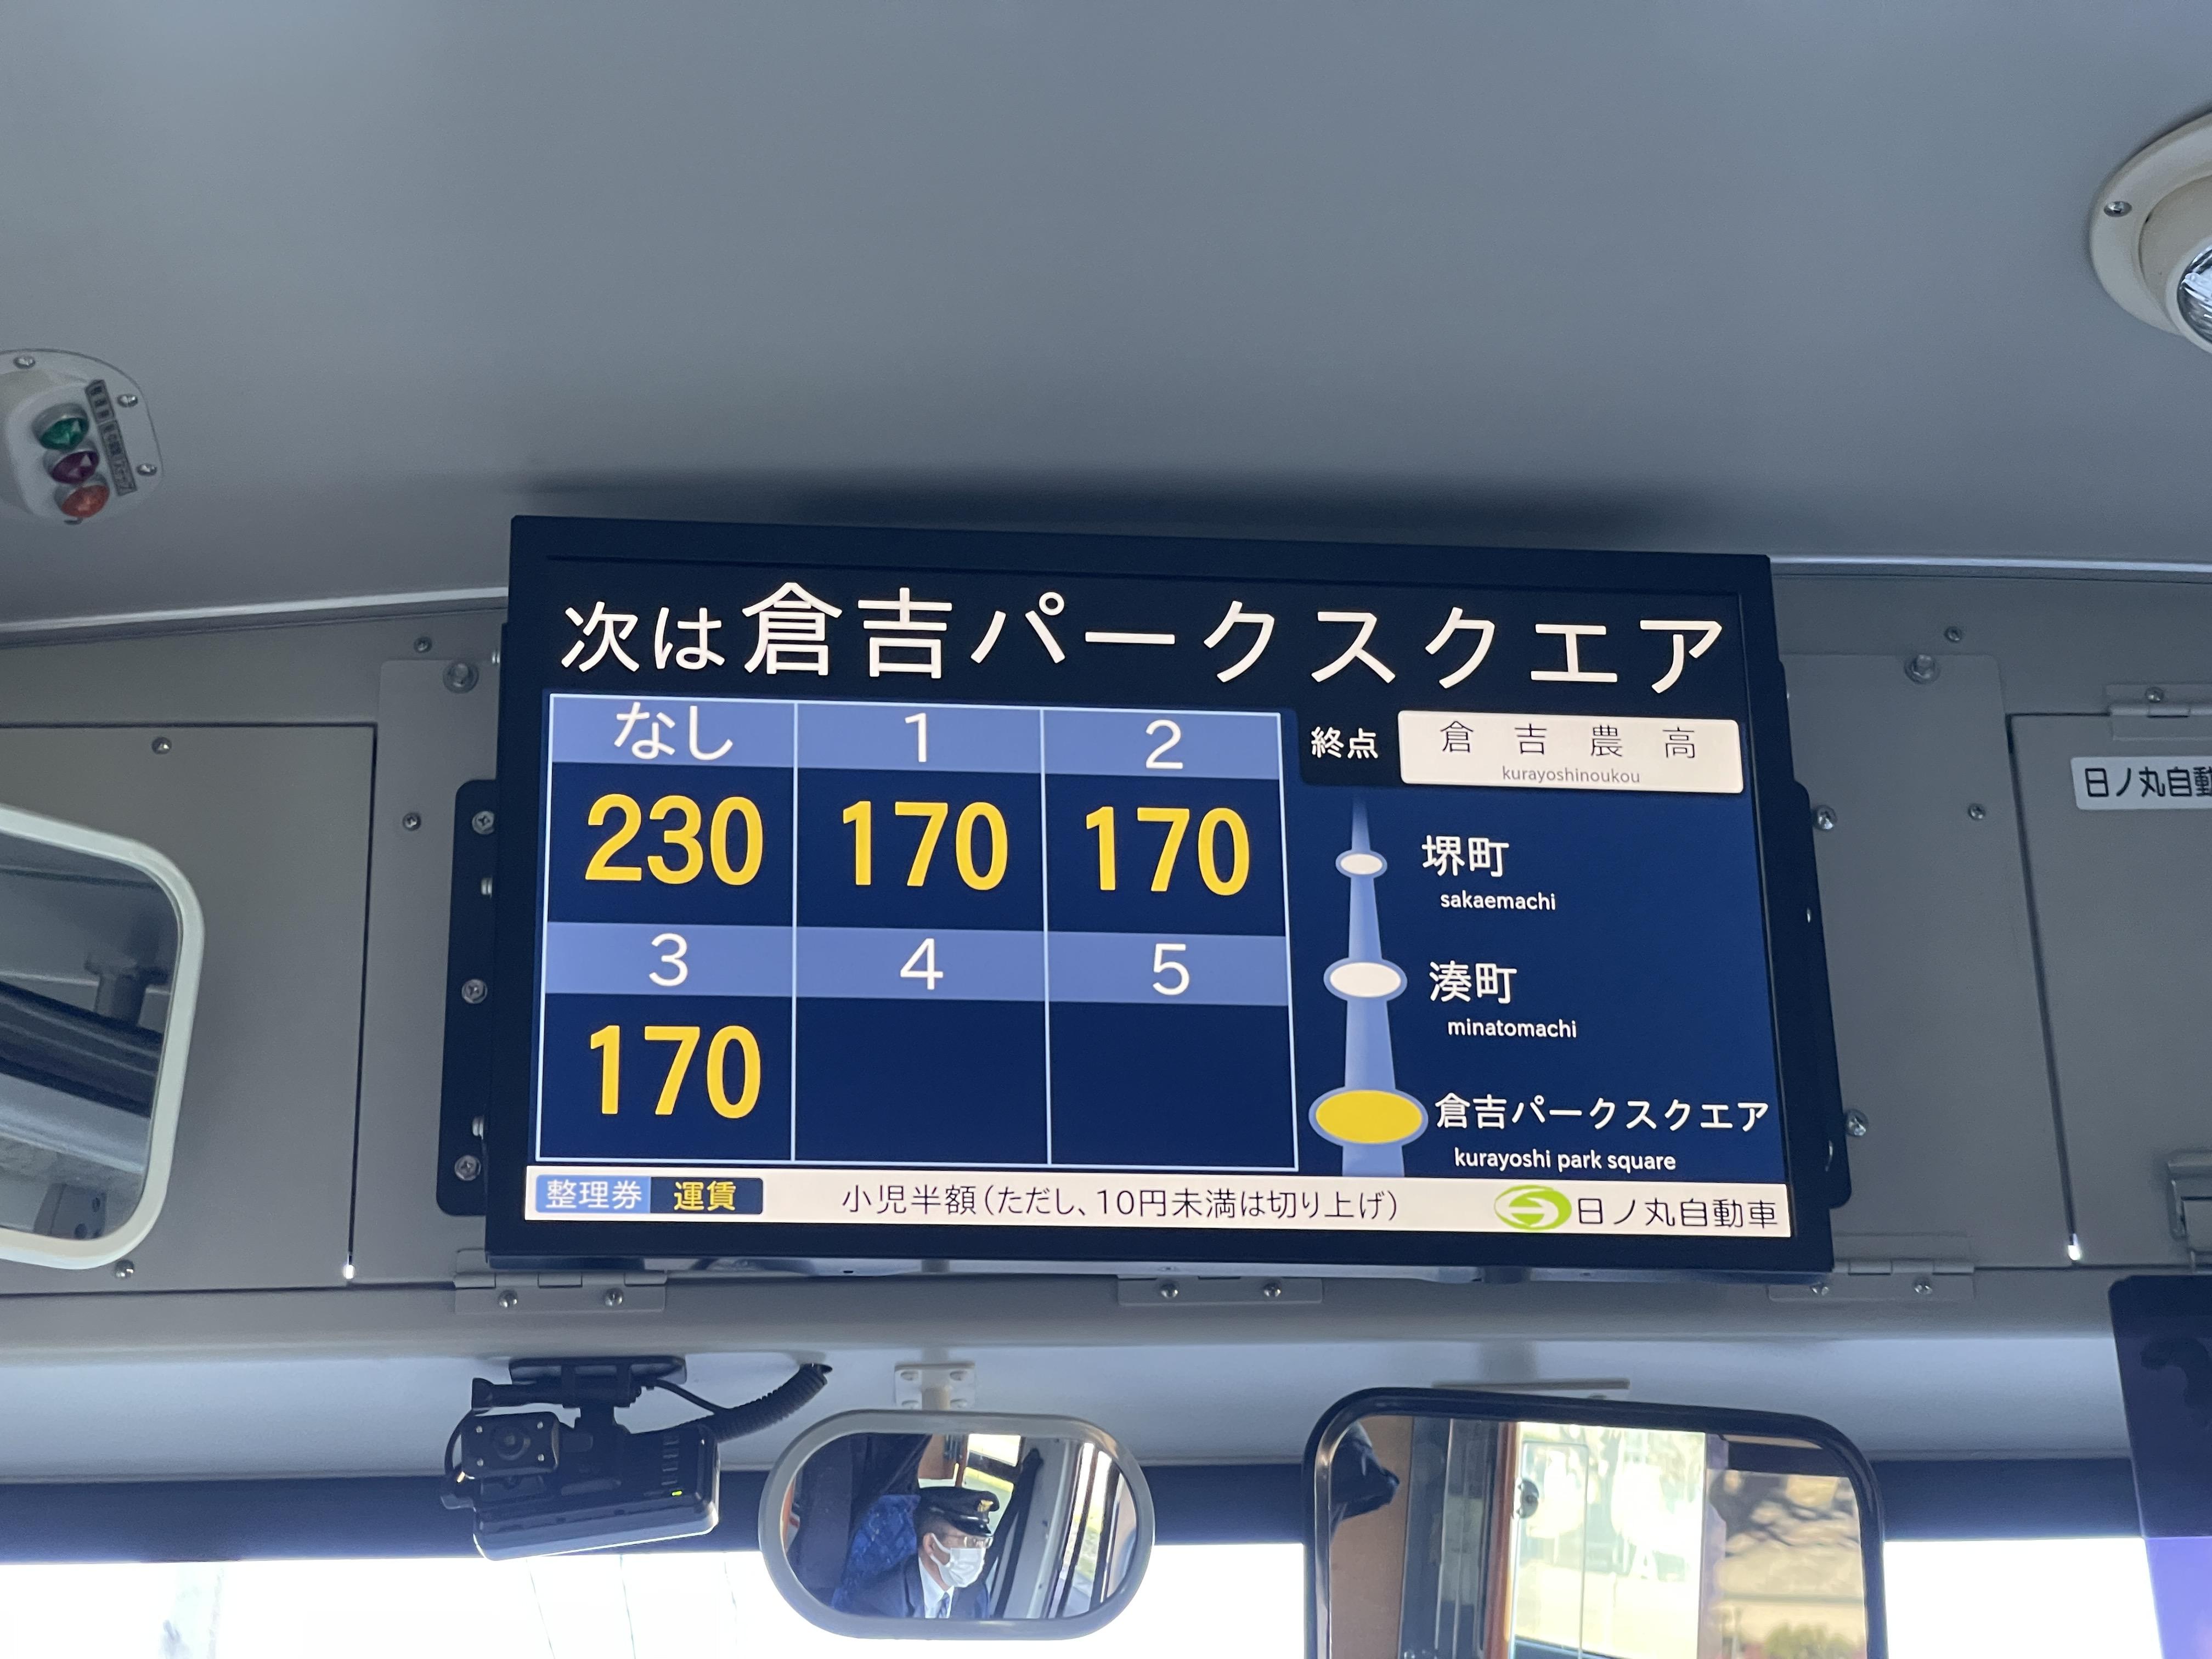 次は倉吉パークスクエア
なし 1 2
230 170 170
3 4 5
170
終点 倉吉農高
kurayoshinoukou
堺町
sakaemachi
湊町
minatomachi
倉吉パークスクエア
kurayoshi park square
整理券 運賃 小児半額(ただし、10円未満は切り上げ) 日ノ丸自動車
日ノ丸自動